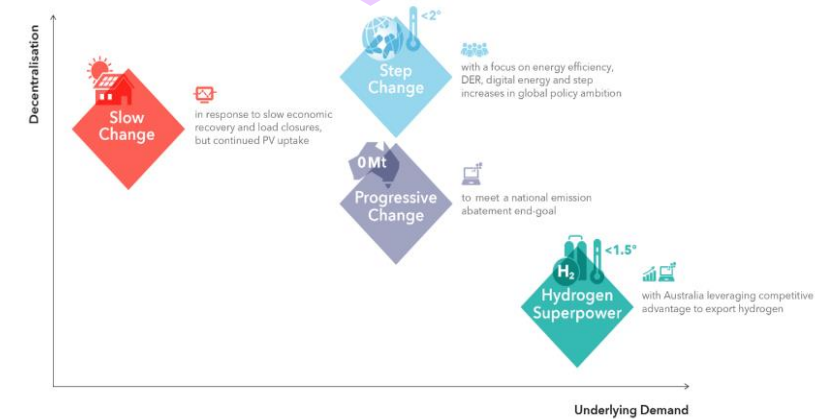 Decentralisation
<2°
Step
Change
with a focus on energy efficiency,
DER, digital energy and step
increases in global policy ambition
Slow
Change
in response to slow economic
recovery and load closures,
but continued PV uptake
0Mt
Progressive
Change
to meet a national emission
abatement end-goal
<1.5°
H₂
Hydrogen
Superpower
with Australia leveraging competitive
advantage to export hydrogen
Underlying Demand